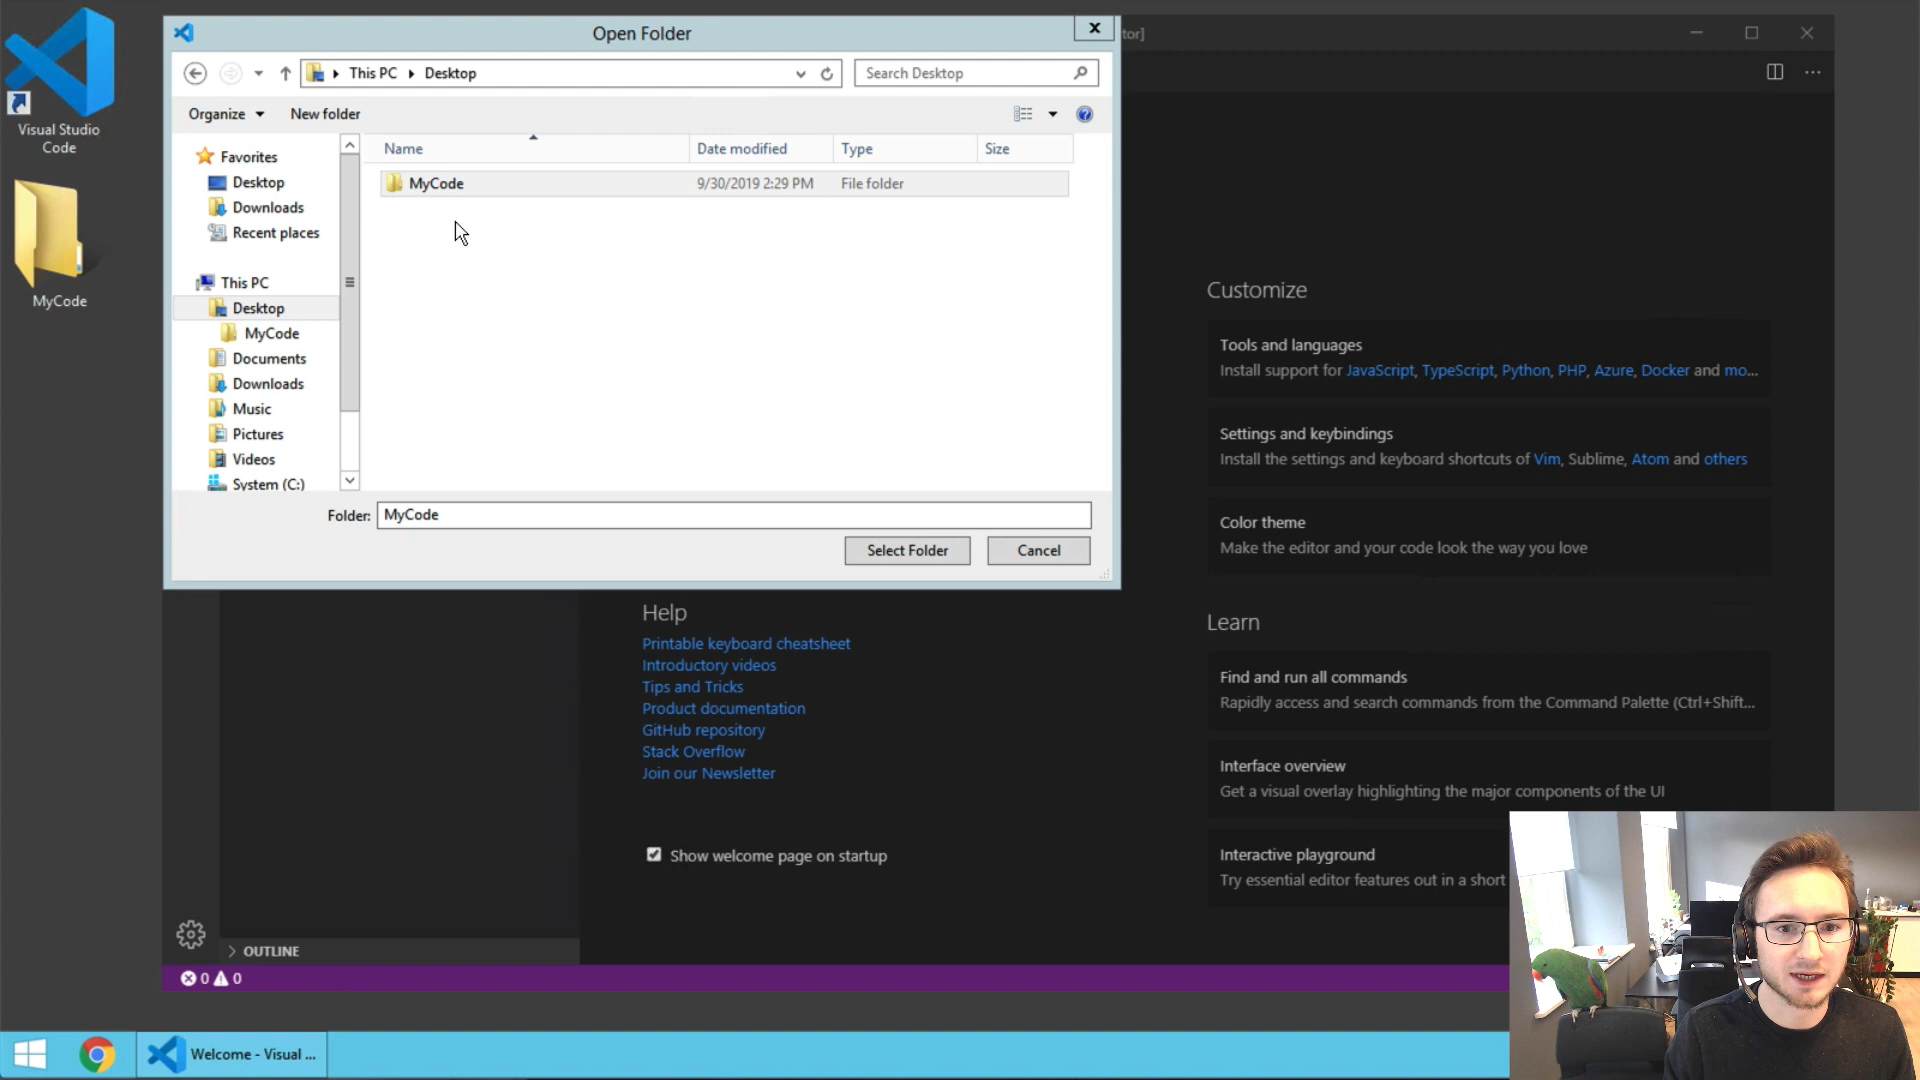 Visual Studio
Code
MyCode
Open Folder
This PC
Desktop
Search Desktop
Organize
New folder
Name
Date modified
Type
Size
MyCode
9/30/2019 2:29 PM
File folder
Favorites
Desktop
Downloads
Recent places
This PC
Desktop
MyCode
Documents
Downloads
Music
Pictures
Videos
System (C:)
Folder:
MyCode
Select Folder
Cancel
tor]
Customize
Tools and languages
Install support for JavaScript, TypeScript, Python, PHP, Azure, Docker and mo...
Settings and keybindings
Install the settings and keyboard shortcuts of Vim, Sublime, Atom and others
Color theme
Make the editor and your code look the way you love
Help
Printable keyboard cheatsheet
Introductory videos
Tips and Tricks
Product documentation
GitHub repository
Stack Overflow
Join our Newsletter
Show welcome page on startup
Learn
Find and run all commands
Rapidly access and search commands from the Command Palette (Ctrl+Shift...
Interface overview
Get a visual overlay highlighting the major components of the UI
Interactive playground
Try essential editor features out in a short
OUTLINE
0 0
Welcome - Visual ...